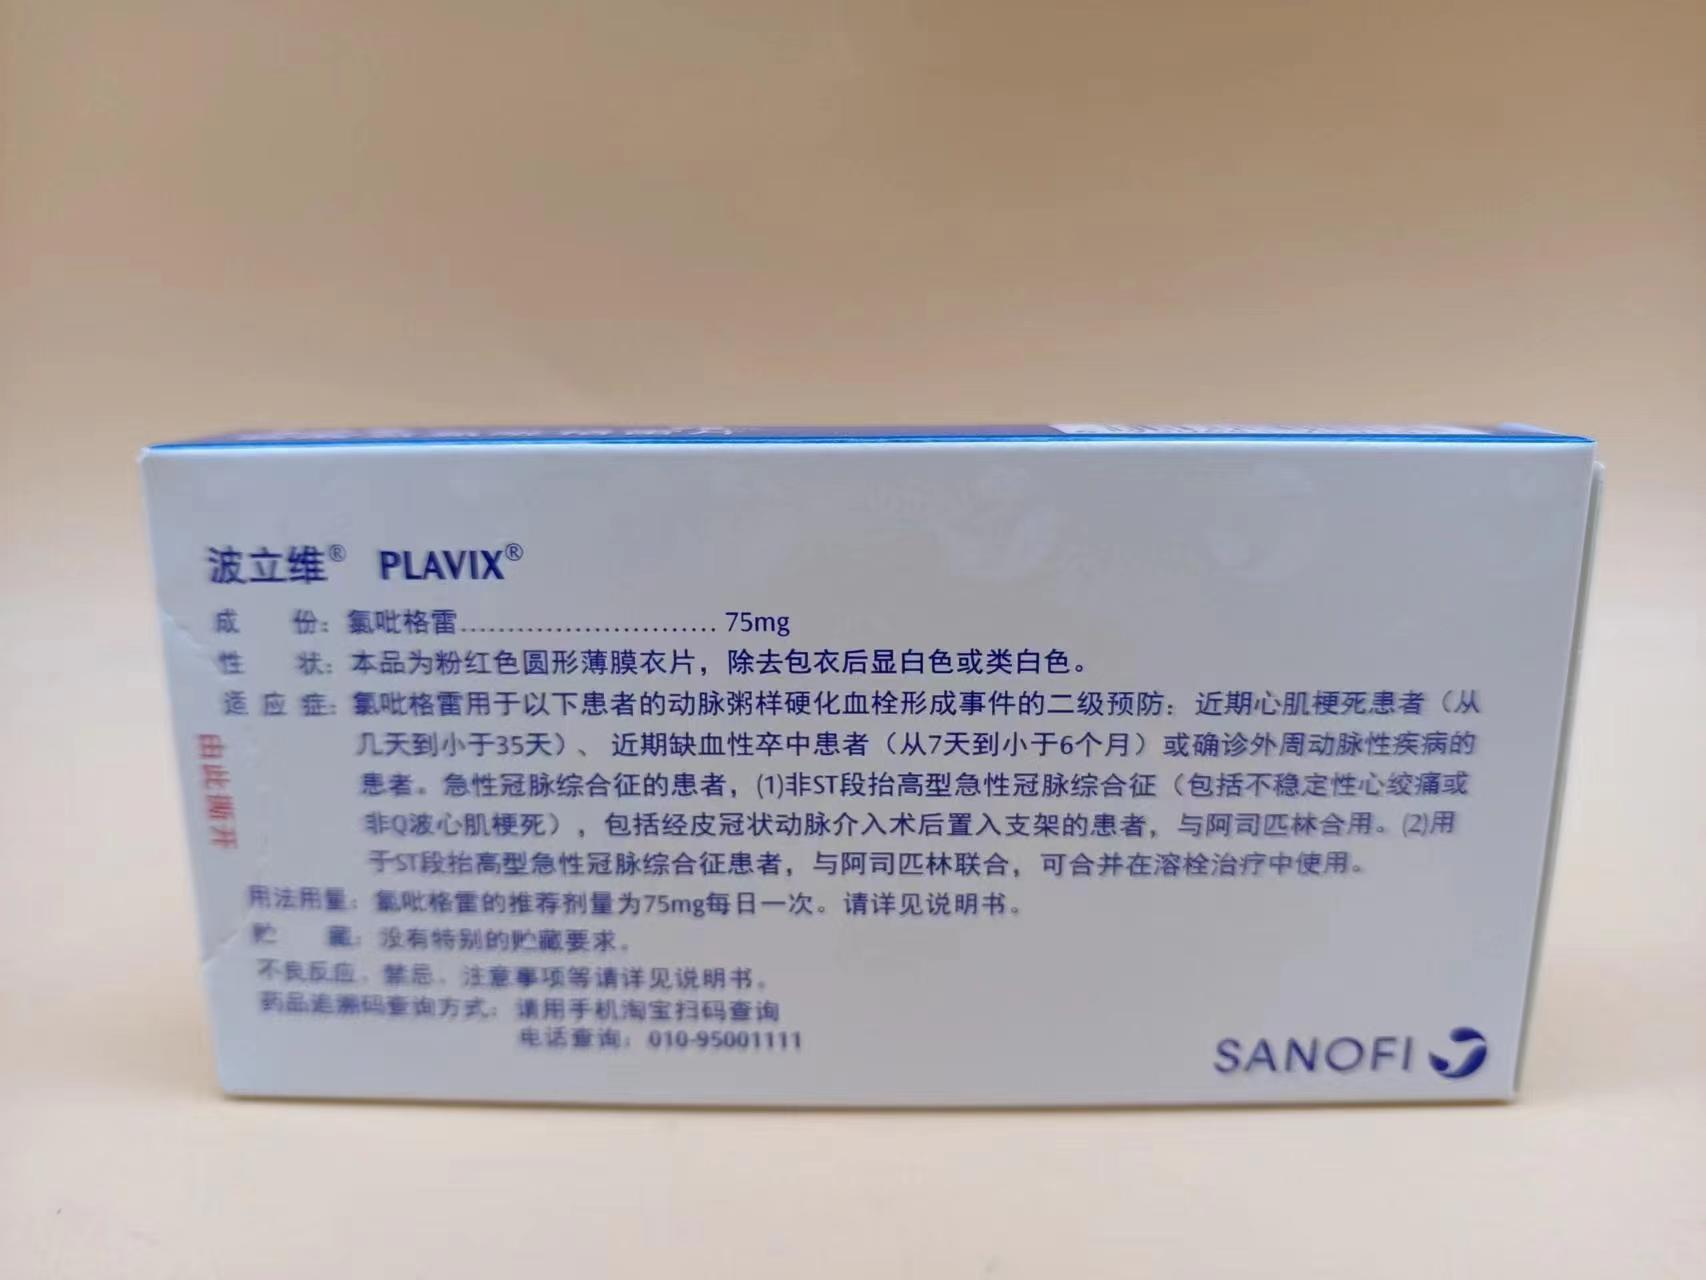 波立维® PLAVIX®
成 份：氯吡格雷........................... 75mg
性 状：本品为粉红色圆形薄膜衣片，除去包衣后显白色或类白色。
适 应 症：氯吡格雷用于以下患者的动脉粥样硬化血栓形成事件的二级预防：近期心肌梗死患者（从
几天到小于35天）、近期缺血性卒中患者（从7天到小于6个月）或确诊外周动脉性疾病的
患者。急性冠脉综合征的患者，(1)非ST段抬高型急性冠脉综合征（包括不稳定性心绞痛或
非Q波心肌梗死），包括经皮冠状动脉介入术后置入支架的患者，与阿司匹林合用。(2)用
于ST段抬高型急性冠脉综合征患者，与阿司匹林联合，可合并在溶栓治疗中使用。
用法用量：氯吡格雷的推荐剂量为75mg每日一次。请详见说明书。
贮 藏：没有特别的贮藏要求。
不良反应、禁忌、注意事项等请详见说明书。
药品追溯码查询方式：请用手机淘宝扫码查询
电话查询：010-95001111
由此撕开
SANOFI